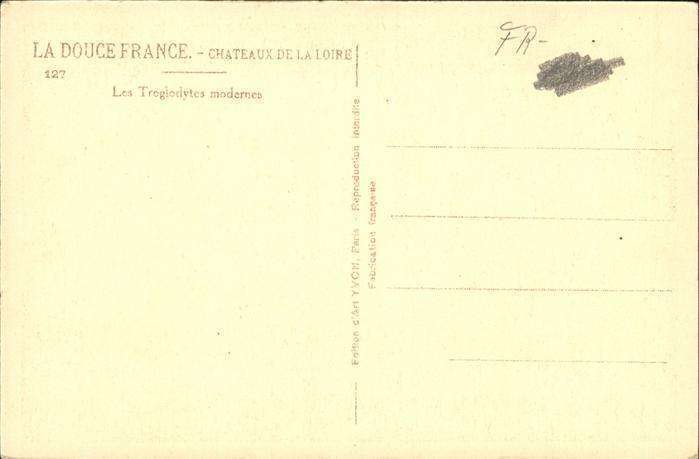 LA DOUCE FRANCE. - CHATEAUX DE LA LOIRE
127
Les Troglodytes modernes
FR-
Edition d'Art YVON, Paris - Reproduction interdite
Fabrication française